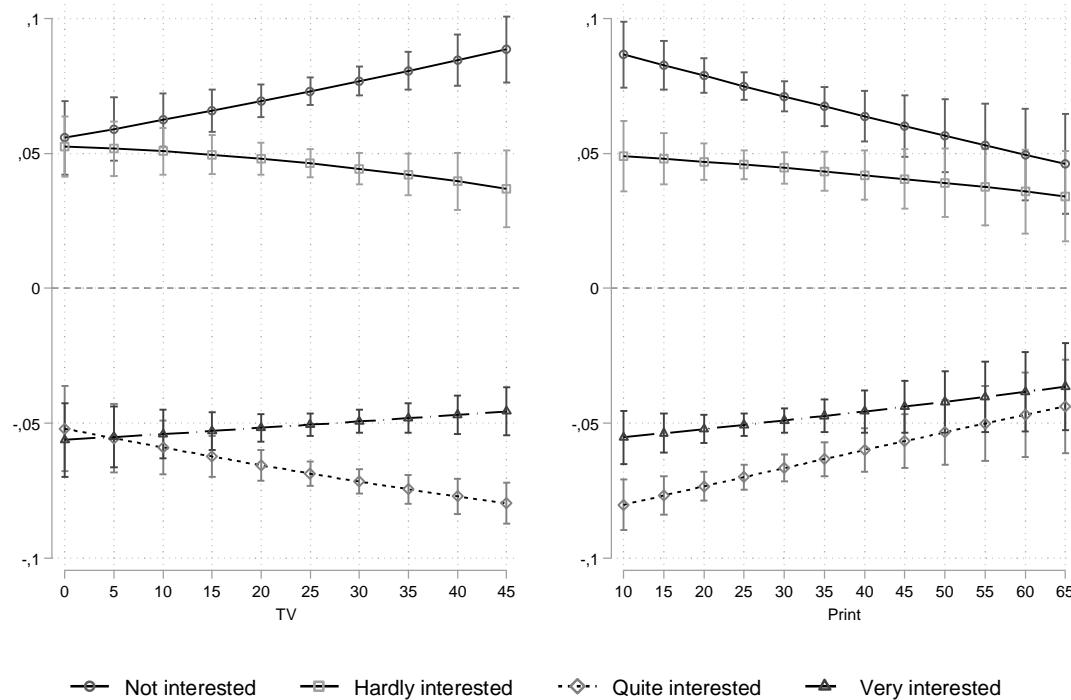 ,1
,05
0
-,05
-,1
0 5 10 15 20 25 30 35 40 45
TV
,1
,05
0
-,05
-,1
10 15 20 25 30 35 40 45 50 55 60 65
Print
Not interested Hardly interested Quite interested Very interested